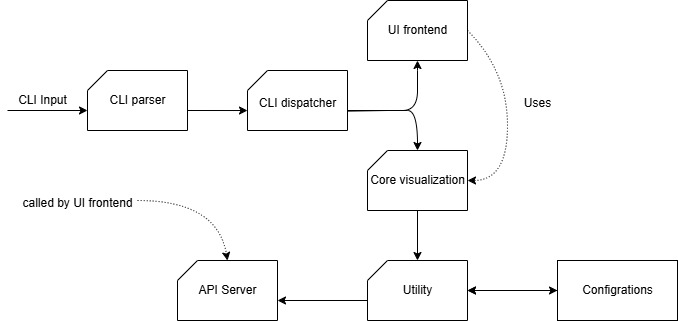 UI frontend
CLI Input
CLI parser
CLI dispatcher
Uses
Core visualization
called by UI frontend
API Server
Utility
Configrations